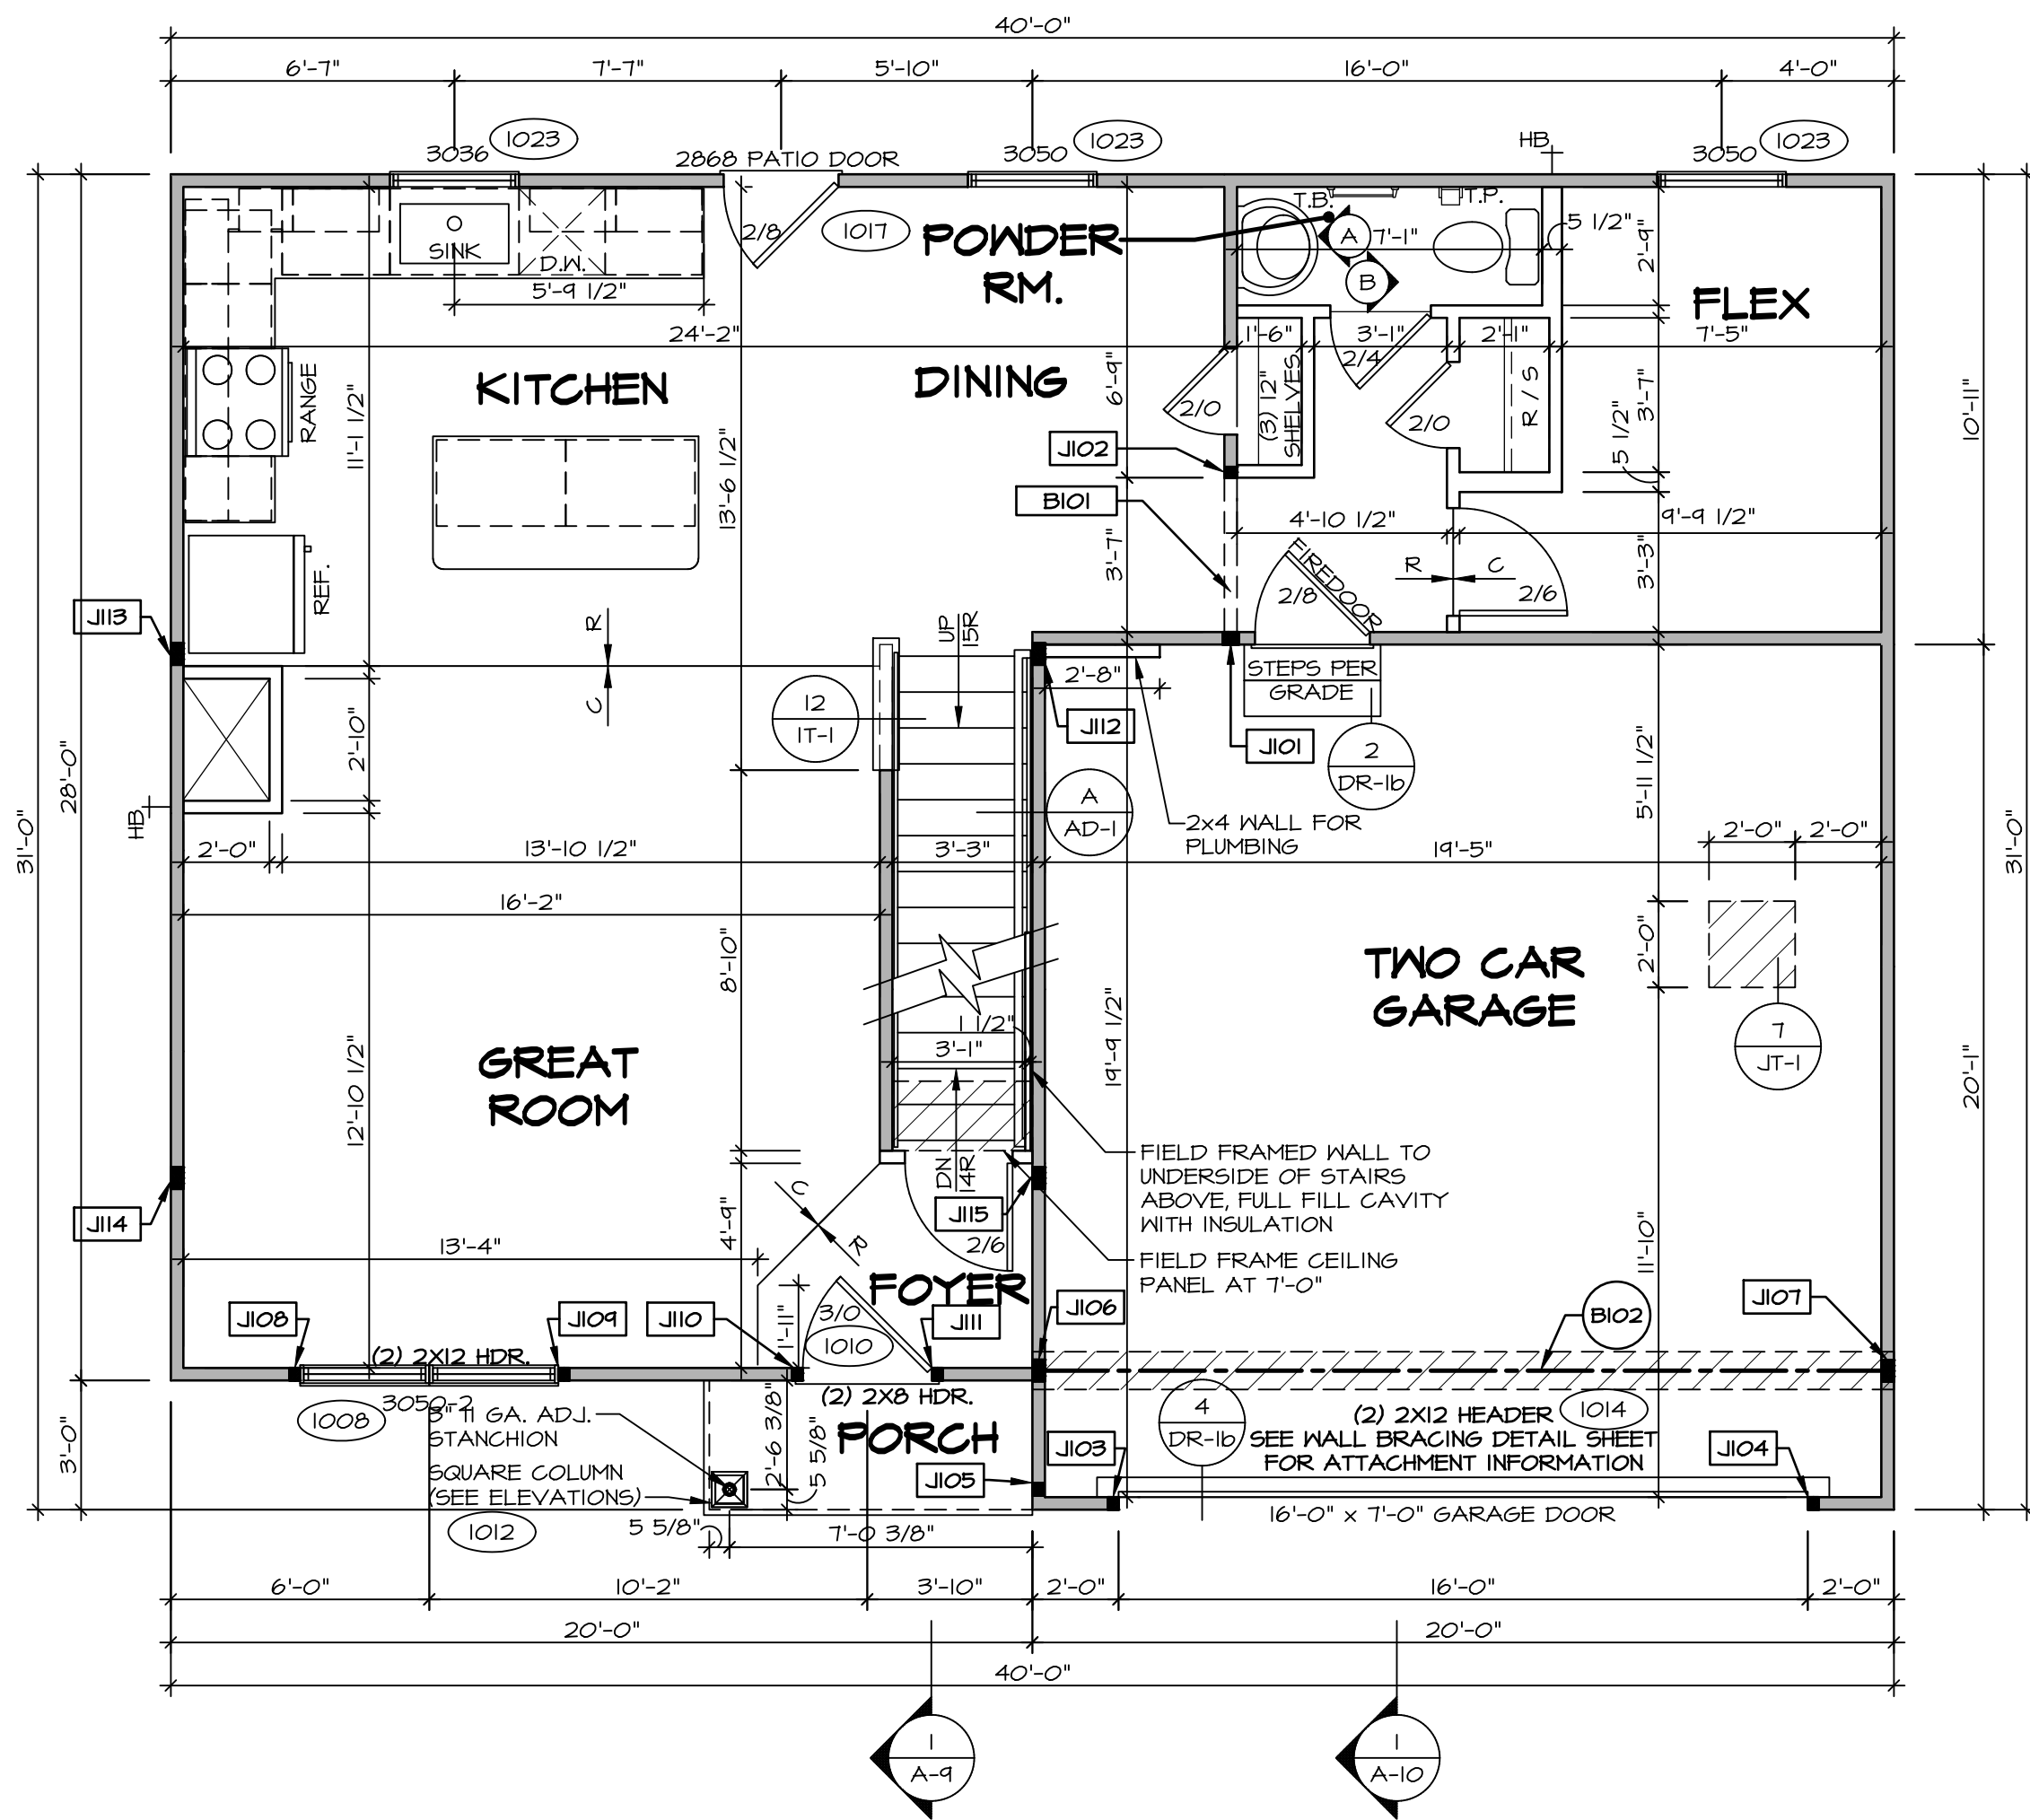 40'-0"
6'-7"
7'-7"
5'-10"
16'-0"
4'-0"
3036
1023
2868 PATIO DOOR
3050
1023
HB
3050
1023
2/8
1017
SINK
D.W.
5'-9 1/2"
POWDER
RM.
T.B.
T.P.
A
7'-1"
B
5 1/2"
2'-9"
FLEX
24'-2"
1'-6"
3'-1"
2'-1"
7'-5"
2/4
RANGE
11'-1 1/2"
KITCHEN
DINING
6'-9"
2/0
(3) 12"
SHELVES
2/0
R / S
5 1/2"
3'-7"
10'-11"
13'-6 1/2"
J102
B101
REF.
3'-7"
4'-10 1/2"
9'-9 1/2"
FIREDOOR
2/8
R
C
2/6
3'-3"
J113
R
C
UP
15R
2'-8"
STEPS PER
GRADE
12
1T-1
J112
J101
2
DR-1b
2'-10"
28'-0"
31'-0"
HB
A
AD-1
2x4 WALL FOR
PLUMBING
5'-11 1/2"
2'-0"
2'-0"
31'-0"
2'-0"
13'-10 1/2"
3'-3"
19'-5"
16'-2"
8'-10"
2'-0"
TWO CAR
GARAGE
7
JT-1
19'-9 1/2"
1 1/2"
3'-1"
GREAT
ROOM
12'-10 1/2"
20'-1"
DN
14R
FIELD FRAMED WALL TO
UNDERSIDE OF STAIRS
ABOVE, FULL FILL CAVITY
WITH INSULATION
J114
C
R
4'-9"
J115
2/6
13'-4"
FIELD FRAME CEILING
PANEL AT 7'-0"
11'-10"
FOYER
J108
J109
J110
3/0
1010
J111
J106
B102
J107
1'-11"
(2) 2X12 HDR.
3050-2
1008
3" 11 GA. ADJ.
STANCHION
SQUARE COLUMN
(SEE ELEVATIONS)
1012
(2) 2X8 HDR.
PORCH
2'-6 3/8"
5 5/8"
J105
J103
4
DR-1b
(2) 2X12 HEADER
1014
SEE WALL BRACING DETAIL SHEET
FOR ATTACHMENT INFORMATION
J104
3'-0"
5 5/8"
7'-0 3/8"
16'-0" x 7'-0" GARAGE DOOR
6'-0"
10'-2"
3'-10"
2'-0"
16'-0"
2'-0"
20'-0"
20'-0"
40'-0"
1
A-9
1
A-10